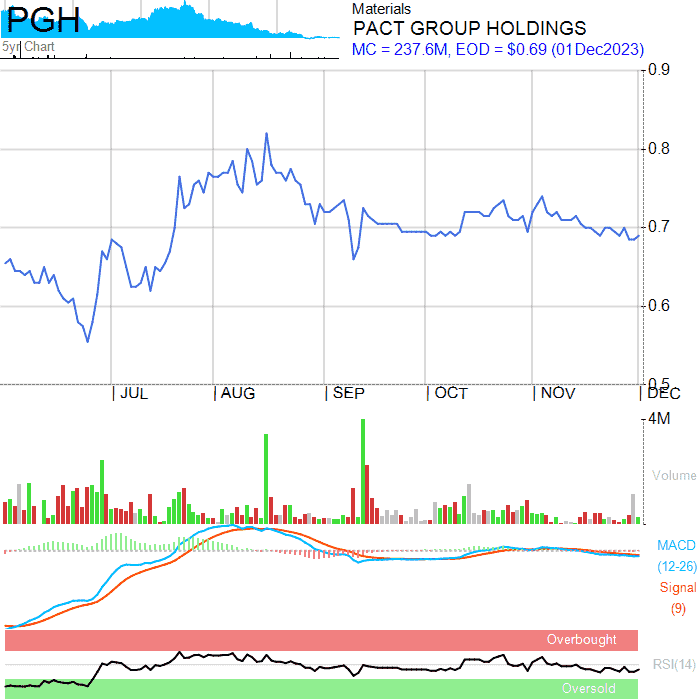 PGH
5yr Chart
Materials
PACT GROUP HOLDINGS
MC = 237.6M, EOD = $0.69 (01Dec2023)
0.9
0.8
0.7
0.6
0.5
JUL AUG SEP OCT NOV DEC
4M
Volume
MACD
(12-26)
Signal
(9)
Overbought
RSI(14)
Oversold